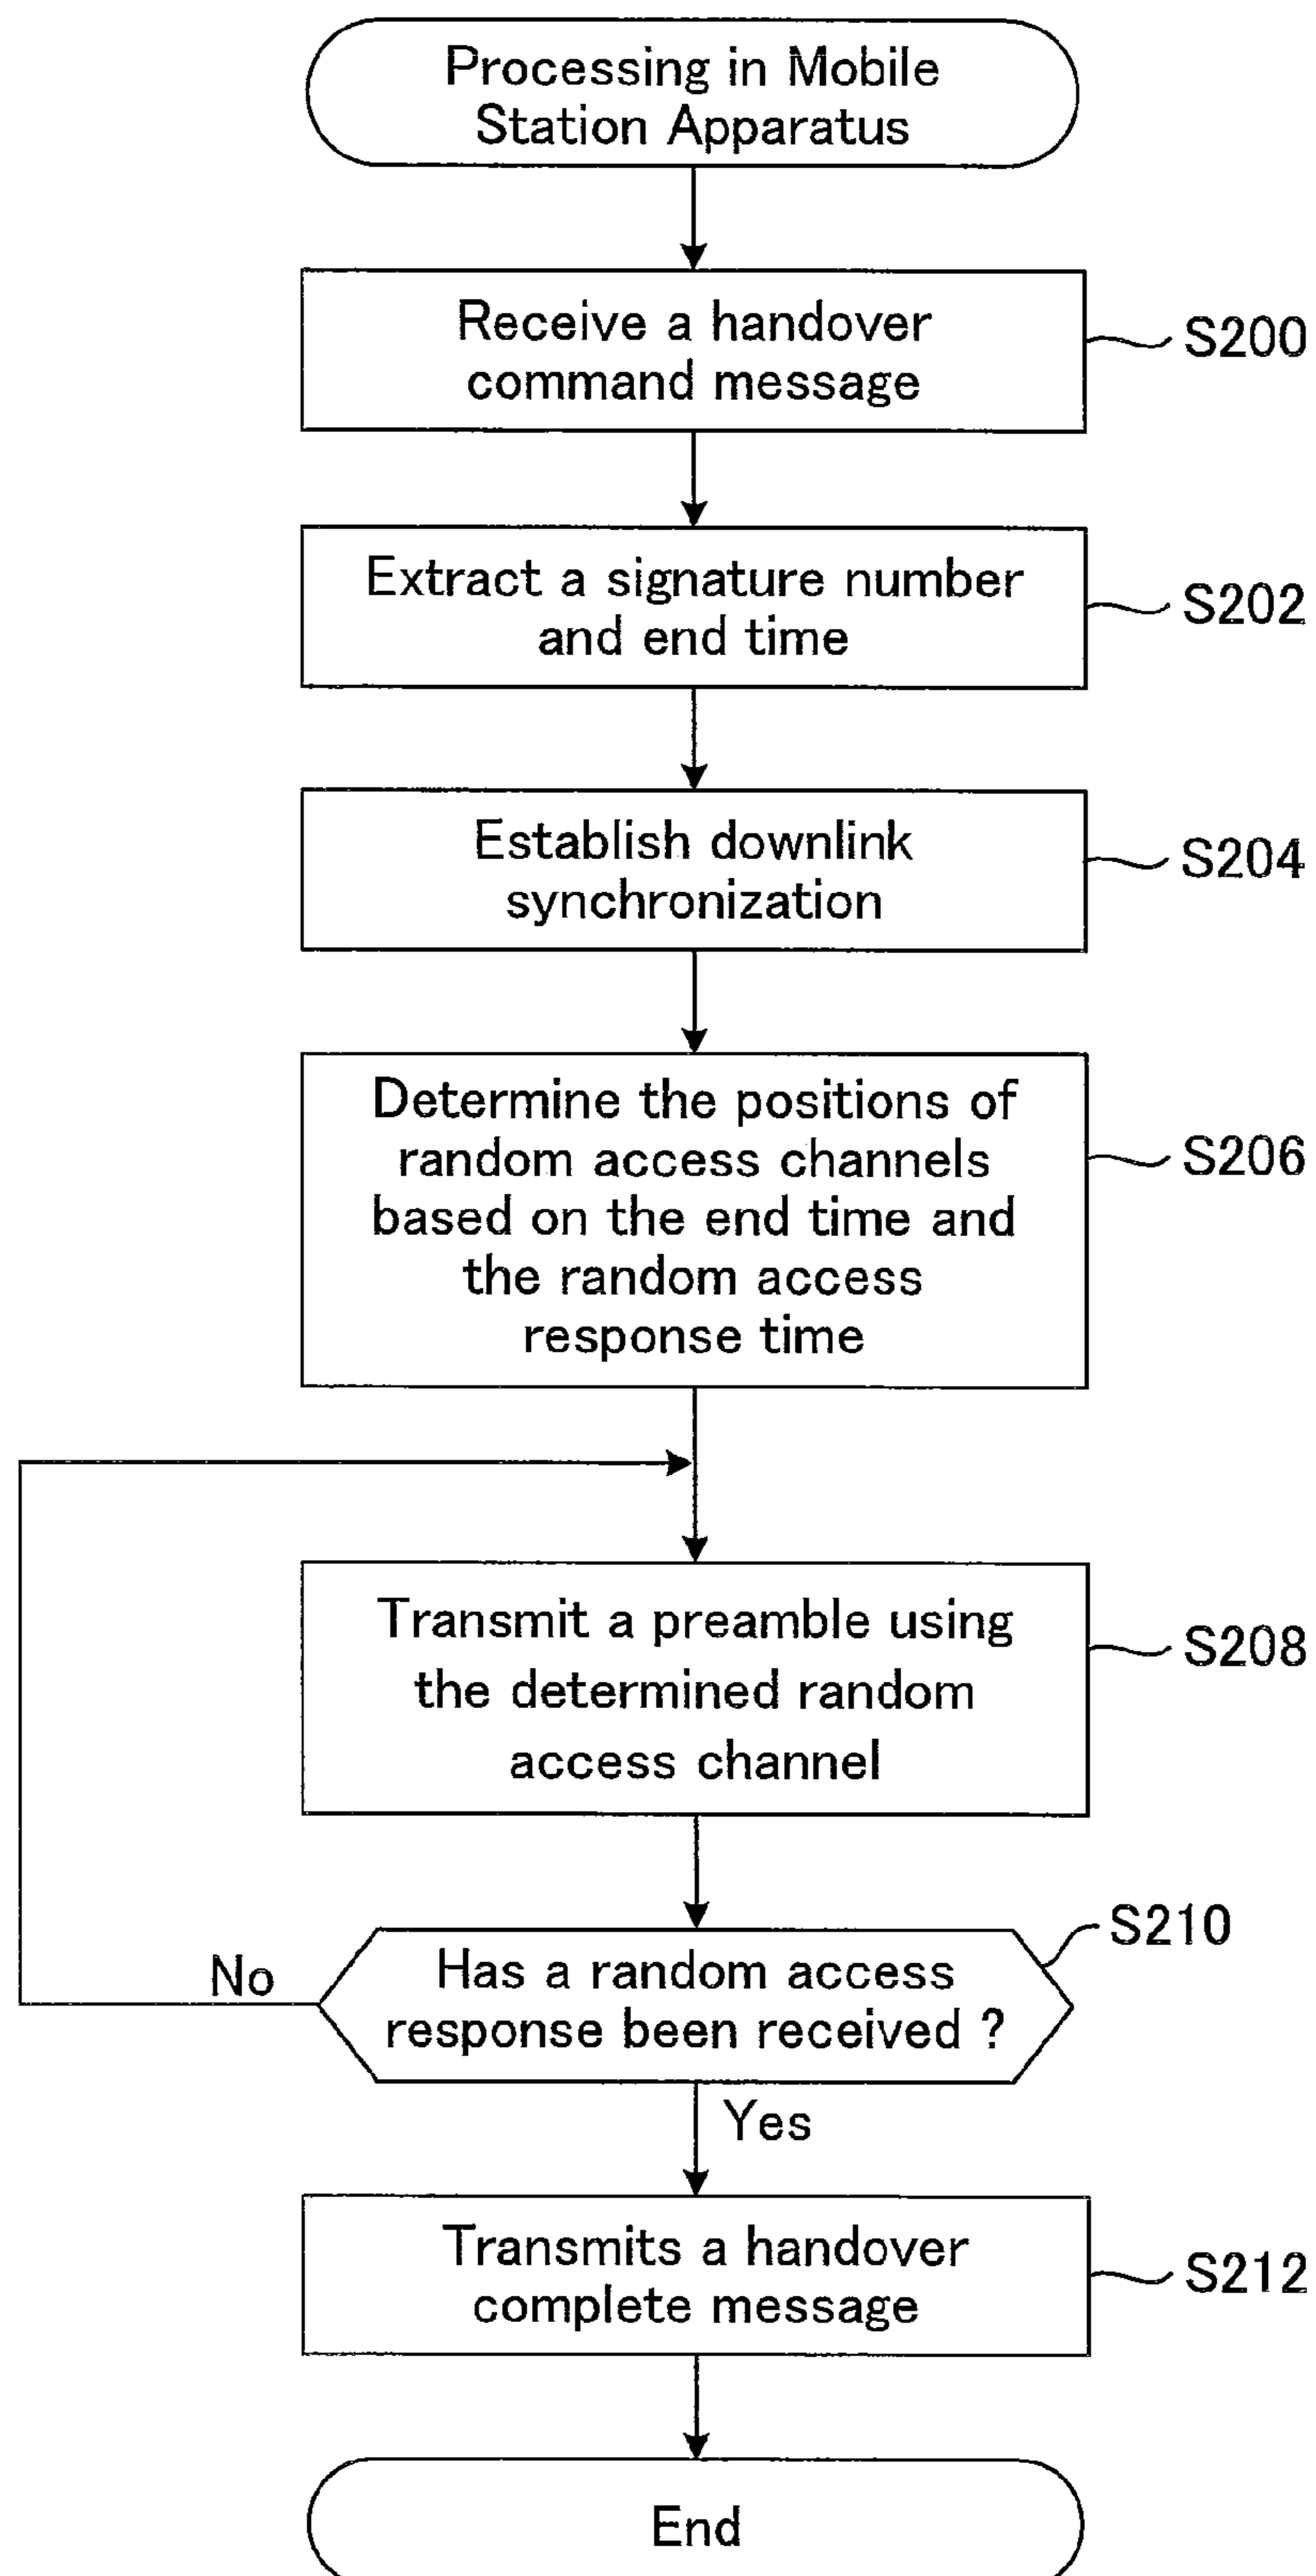 Processing in Mobile
Station Apparatus
Receive a handover
command message
S200
Extract a signature number
and end time
S202
Establish downlink
synchronization
S204
Determine the positions of
random access channels
based on the end time and
the random access
response time
S206
Transmit a preamble using
the determined random
access channel
S208
S210
No
Has a random access
response been received ?
Yes
Transmits a handover
complete message
S212
End